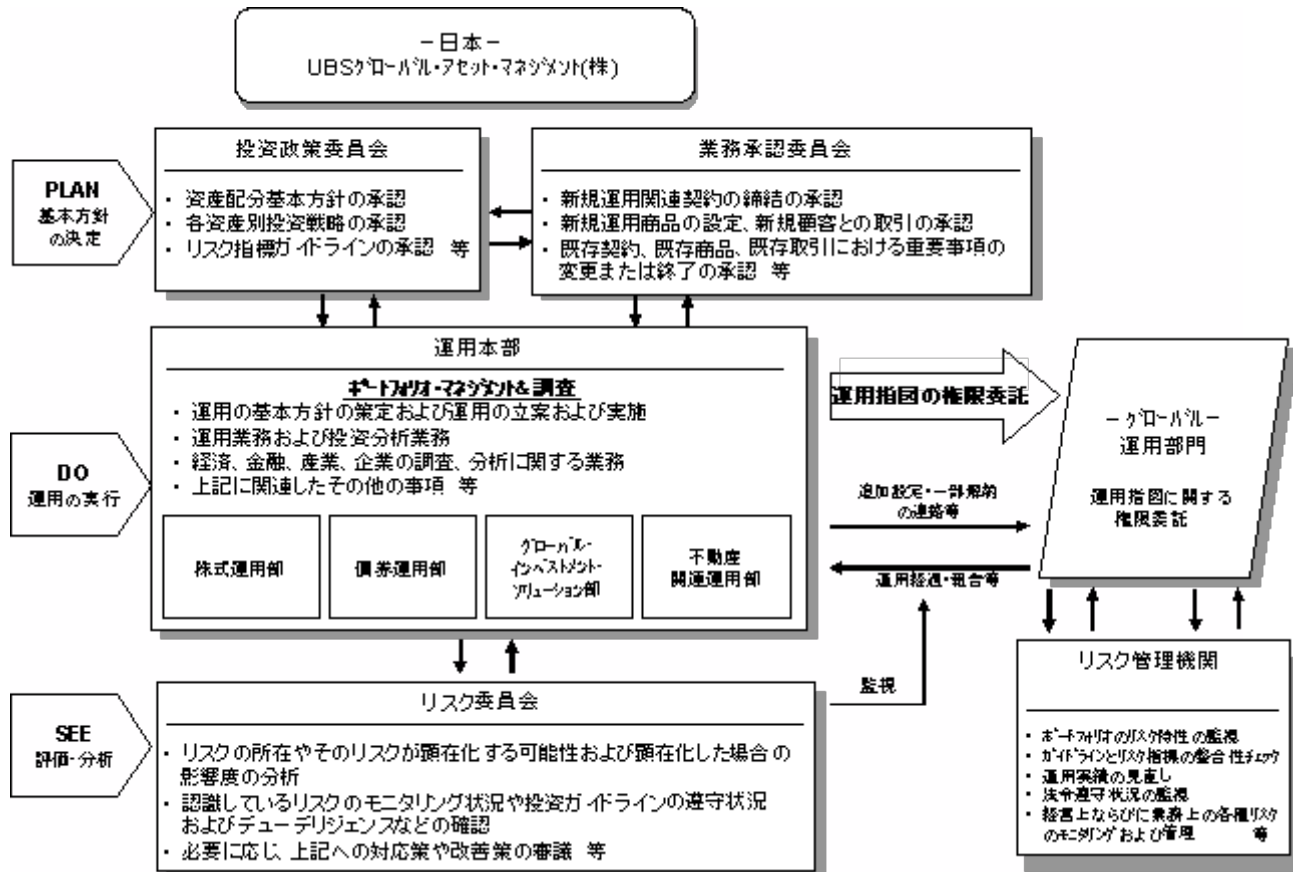 －日本－
UBSｸﾞﾛｰﾊﾞﾙ･ｱｾｯﾄ･ﾏﾈｼﾞﾒﾝﾄ(株)
PLAN
基本方針
の決定
投資政策委員会
・ 資産配分基本方針の承認
・ 各資産別投資戦略の承認
・ リスク指標ガイドラインの承認 等
業務承認委員会
・ 新規運用関連契約の締結の承認
・ 新規運用商品の設定、新規顧客との取引の承認
・ 既存契約、既存商品、既存取引における重要事項の
変更または終了の承認 等
DO
運用の実行
運用本部
ﾎﾟｰﾄﾌｫﾘｵ･ﾏﾈｼﾞﾒﾝﾄ&調査
・ 運用の基本方針の策定および運用の立案および実施
・ 運用業務および投資分析業務
・ 経済、金融、産業、企業の調査、分析に関する業務
・ 上記に関連したその他の事項 等
株式運用部
債券運用部
ｸﾞﾛｰﾊﾞﾙ･
ｲﾝﾍﾞｽﾄﾒﾝﾄ･
ｿﾘｭｰｼｮﾝ部
不動産
関連運用部
運用指図の権限委託
追加設定・一部解約
の連絡等
運用経過・報告等
－ｸﾞﾛｰﾊﾞﾙ－
運用部門
運用指図に関する
権限委託
SEE
評価・分析
リスク委員会
・ リスクの所在やそのリスクが顕在化する可能性および顕在化した場合の
影響度の分析
・ 認識しているリスクのモニタリング状況や投資ガイドラインの遵守状況
およびデューデリジェンスなどの確認
・ 必要に応じ、上記への対応策や改善策の審議 等
監視
リスク管理機関
・ ﾎﾟｰﾄﾌｫﾘｵのﾘｽｸ特性の監視
・ ｶﾞｲﾄﾞﾗｲﾝとﾘｽｸ指標の整合性ﾁｪｯｸ
・ 運用実績の見直し
・ 法令遵守状況の監視
・ 経営上ならびに業務上の各種ﾘｽｸ
のﾓﾆﾀﾘﾝｸﾞおよび管理 等